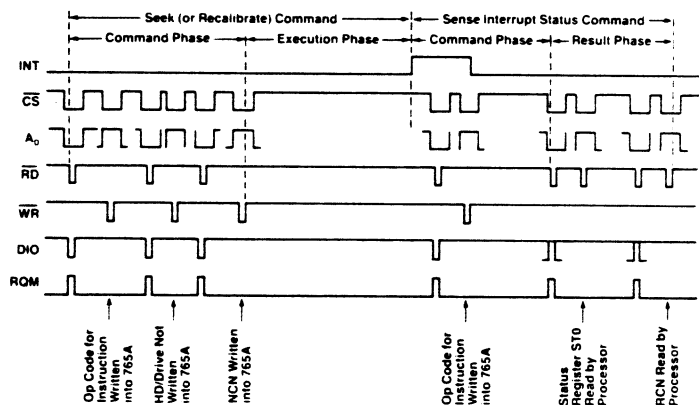 Seek (or Recalibrate) Command
Sense Interrupt Status Command
Command Phase
Execution Phase
Command Phase
Result Phase
INT
CS
A0
RD
WR
DIO
RQM
Op Code for
Instruction
Written
into 765A
HD/Drive Not
Written
into 765A
NCN Written
into 765A
Op Code for
Instruction
Written
into 765A
Status
Register ST0
Read by
Processor
RCN Read by
Processor